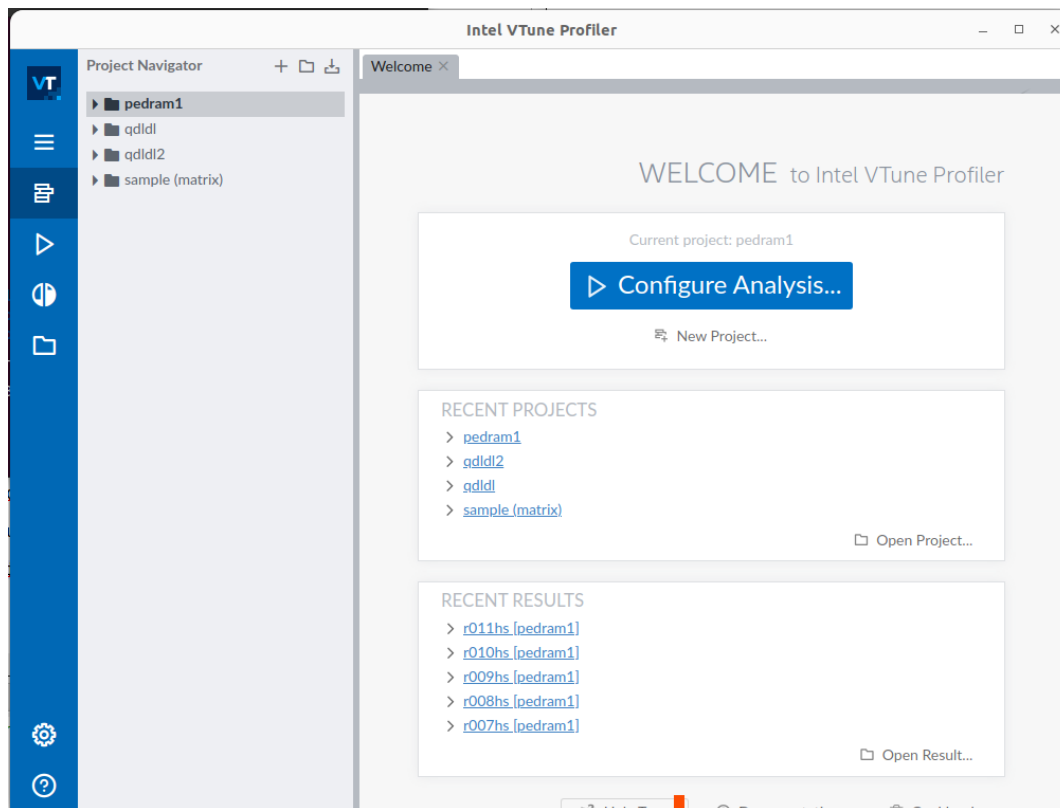 Intel VTune Profiler
VT
Project Navigator
pedram1
qdldl
qdldl2
sample (matrix)
Welcome
WELCOME to Intel VTune Profiler
Current project: pedram1
Configure Analysis...
New Project...
RECENT PROJECTS
pedram1
qdldl2
qdldl
sample (matrix)
Open Project...
RECENT RESULTS
r011hs [pedram1]
r010hs [pedram1]
r009hs [pedram1]
r008hs [pedram1]
r007hs [pedram1]
Open Result...